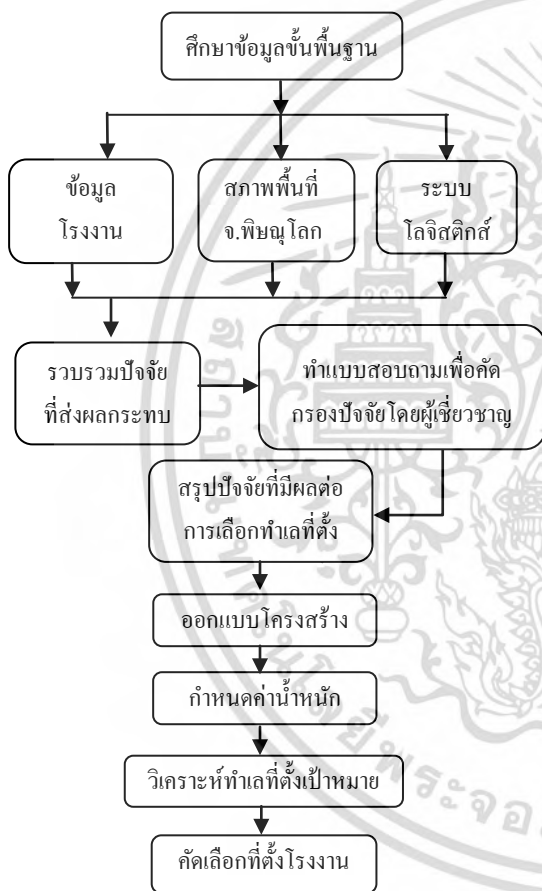 ศึกษาข้อมูลขั้นพื้นฐาน
ข้อมูล
โรงงาน
สภาพพื้นที่
จ.พิษณุโลก
ระบบ
โลจิสติกส์
รวบรวมปัจจัย
ที่ส่งผลกระทบ
ทำแบบสอบถามเพื่อคัด
กรองปัจจัยโดยผู้เชี่ยวชาญ
สรุปปัจจัยที่มีผลต่อ
การเลือกทำเลที่ตั้ง
ออกแบบโครงสร้าง
กำหนดค่าน้ำหนัก
วิเคราะห์ทำเลที่ตั้งเป้าหมาย
คัดเลือกที่ตั้งโรงงาน